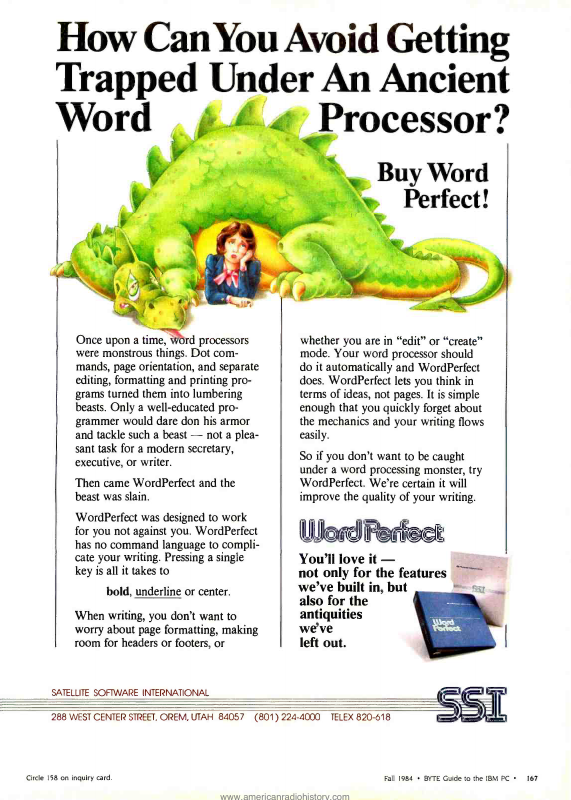 How Can You Avoid Getting
Trapped Under An Ancient
Word Processor?
Buy Word
Perfect!
Once upon a time, word processors
were monstrous things. Dot com-
mands, page orientation, and separate
editing, formatting and printing pro-
grams turned them into lumbering
beasts. Only a well-educated pro-
grammer would dare don his armor
and tackle such a beast — not a plea-
sant task for a modern secretary,
executive, or writer.
Then came WordPerfect and the
beast was slain.
WordPerfect was designed to work
for you not against you. WordPerfect
has no command language to compli-
cate your writing. Pressing a single
key is all it takes to
bold, underline or center.
When writing, you don't want to
worry about page formatting, making
room for headers or footers, or
whether you are in “edit” or “create”
mode. Your word processor should
do it automatically and WordPerfect
does. WordPerfect lets you think in
terms of ideas, not pages. It is simple
enough that you quickly forget about
the mechanics and your writing flows
easily.
So if you don't want to be caught
under a word processing monster, try
WordPerfect. We're certain it will
improve the quality of your writing.
WordPerfect
You'll love it —
not only for the features
we've built in, but
also for the
antiquities
we've
left out.
SSI
Word
Perfect
SATELLITE SOFTWARE INTERNATIONAL
SSI
288 WEST CENTER STREET, OREM, UTAH 84057 (801) 224-4000 TELEX 820-618
Circle 158 on inquiry card.
Fall 1984 • BYTE Guide to the IBM PC • 167
www.americanradiohistory.com